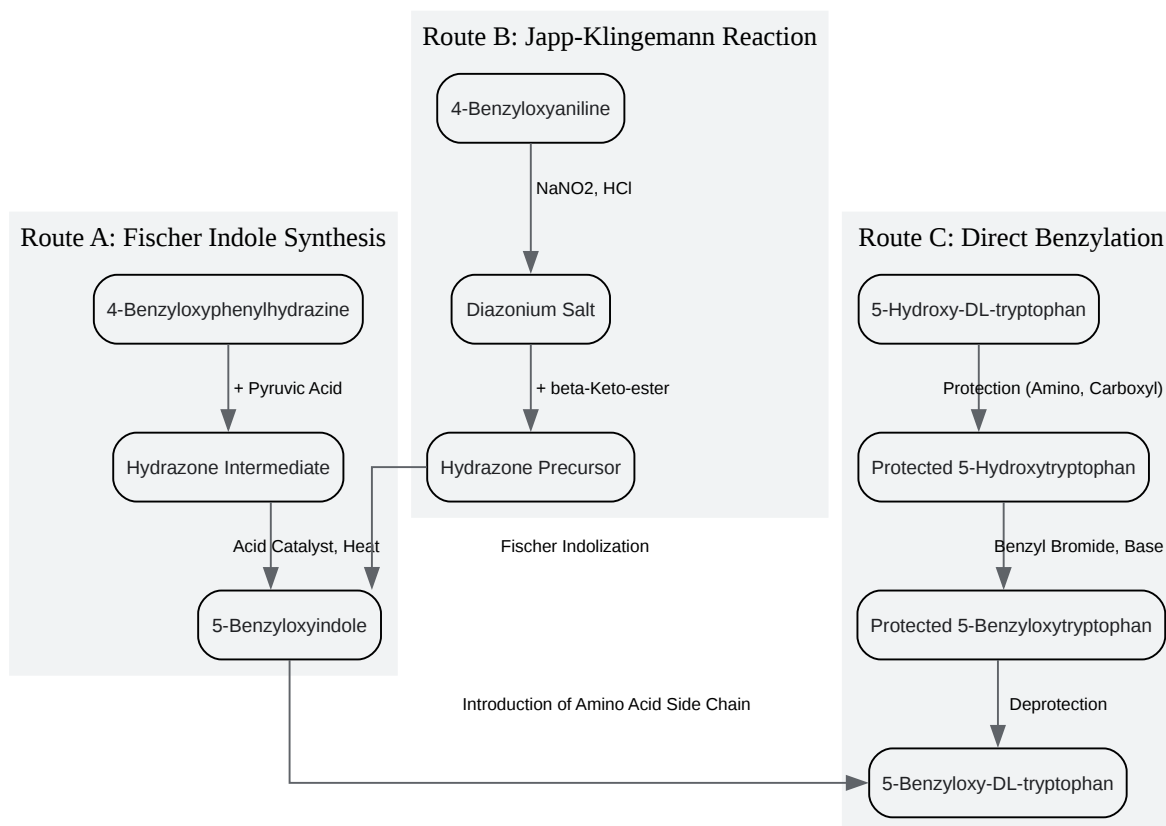 Route B: Japp-Klingemann Reaction
4-Benzyloxyaniline
NaNO2, HCl
Route A: Fischer Indole Synthesis
Route C: Direct Benzylation
4-Benzyloxyphenylhydrazine
Diazonium Salt
5-Hydroxy-DL-tryptophan
+ Pyruvic Acid
+ beta-Keto-ester
Protection (Amino, Carboxyl)
Hydrazone Intermediate
Hydrazone Precursor
Protected 5-Hydroxytryptophan
Acid Catalyst, Heat
Fischer Indolization
Benzyl Bromide, Base
5-Benzyloxyindole
Protected 5-Benzyloxytryptophan
Introduction of Amino Acid Side Chain
Deprotection
5-Benzyloxy-DL-tryptophan